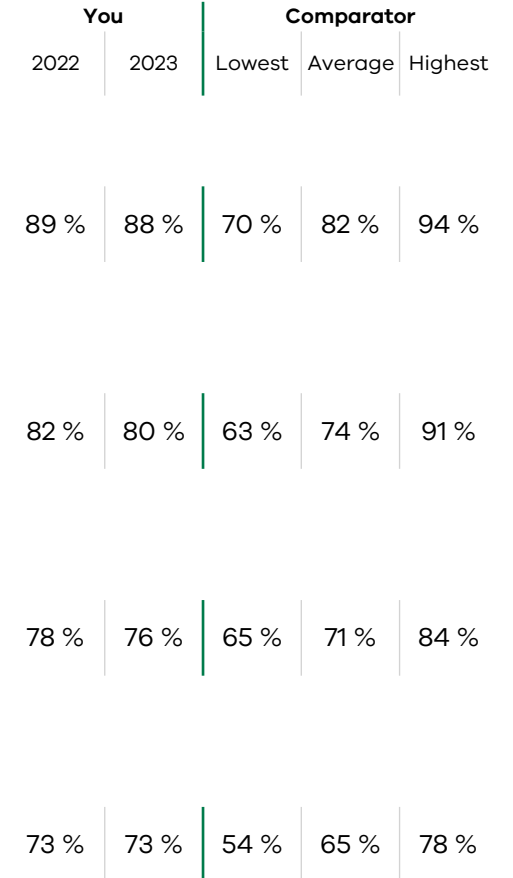 You Comparator
2022 2023 Lowest Average Highest
89 % 88 % 70 % 82 % 94 %
82 % 80 % 63 % 74 % 91 %
78 % 76 % 65 % 71 % 84 %
73 % 73 % 54 % 65 % 78 %